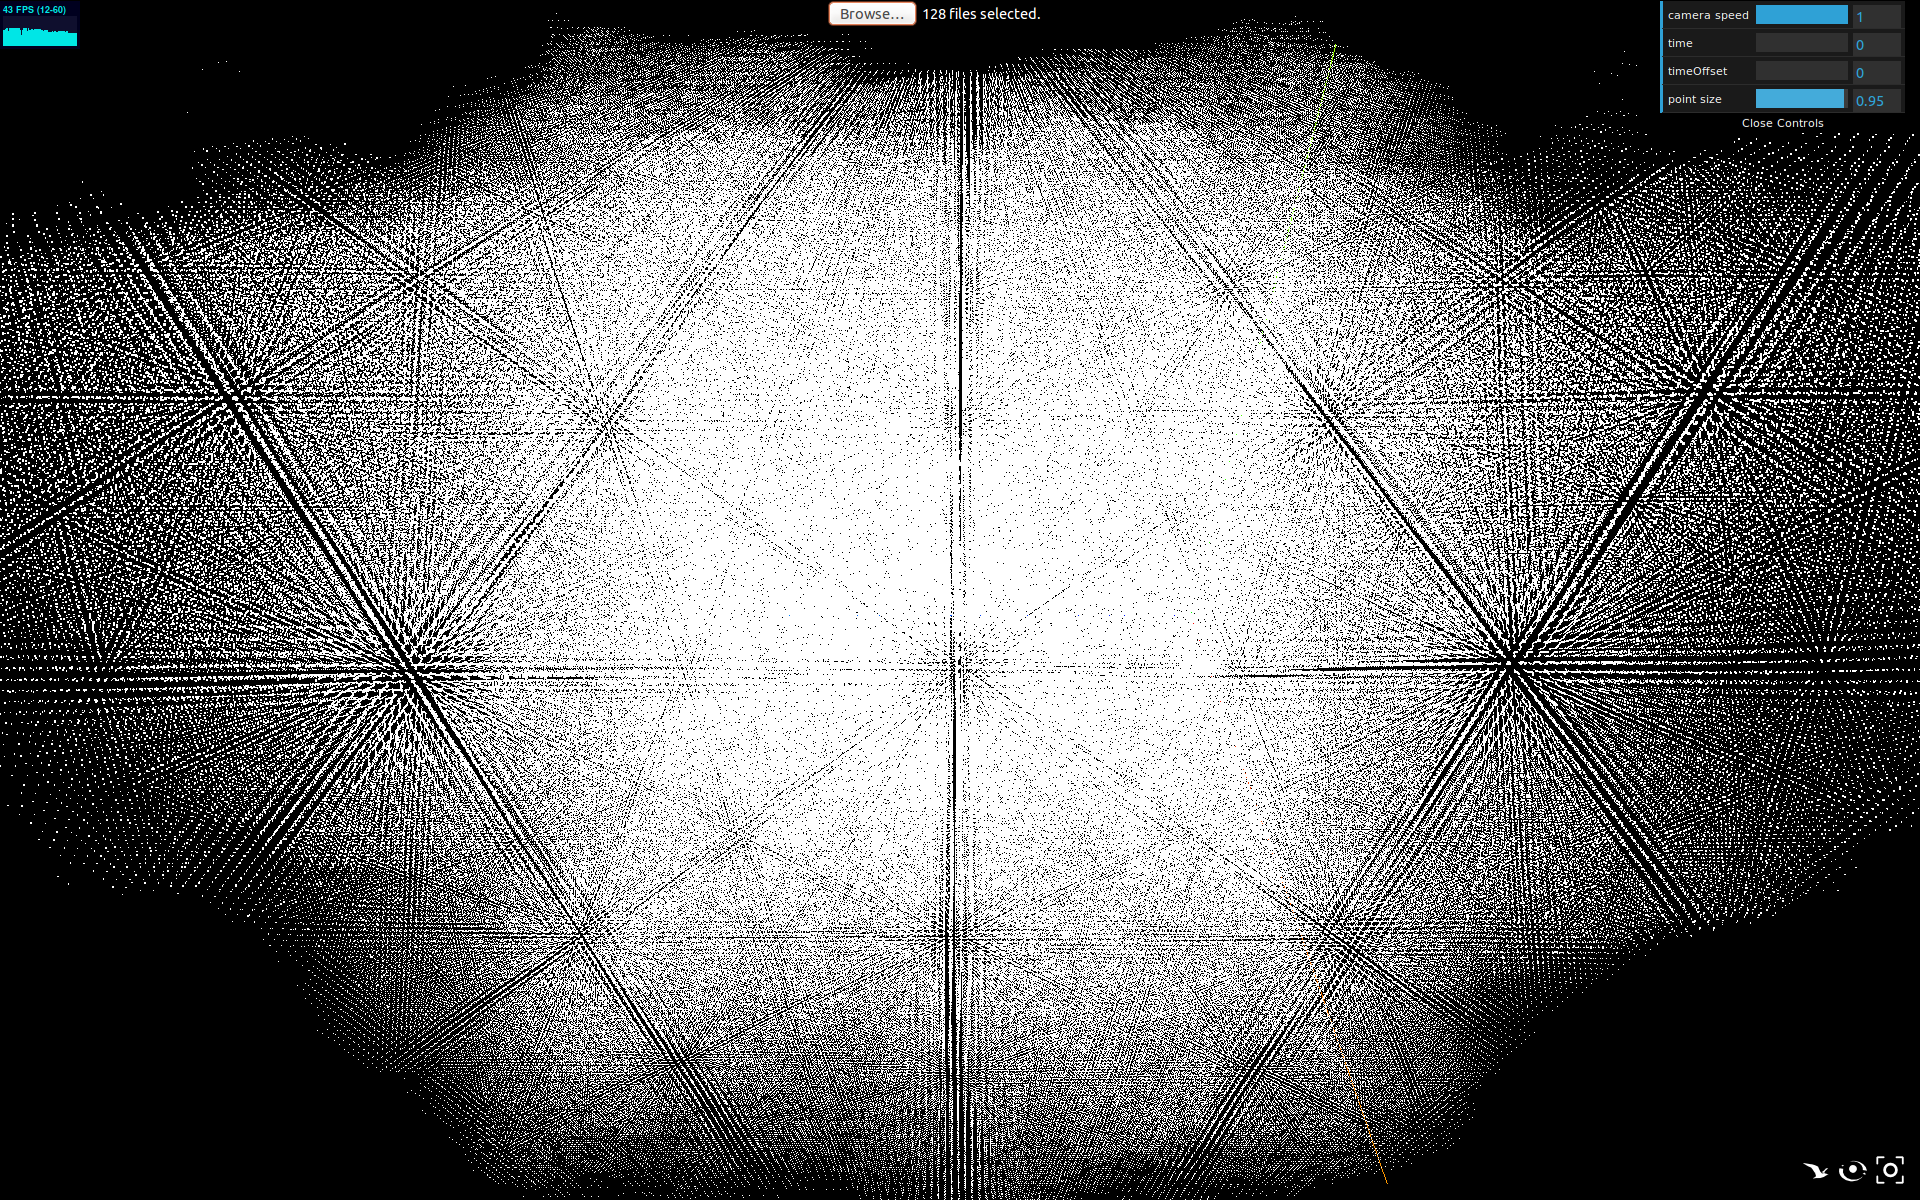 43 FPS (12-60)
Browse... 128 files selected.
camera speed 1
time 0
timeOffset 0
point size 0.95
Close Controls